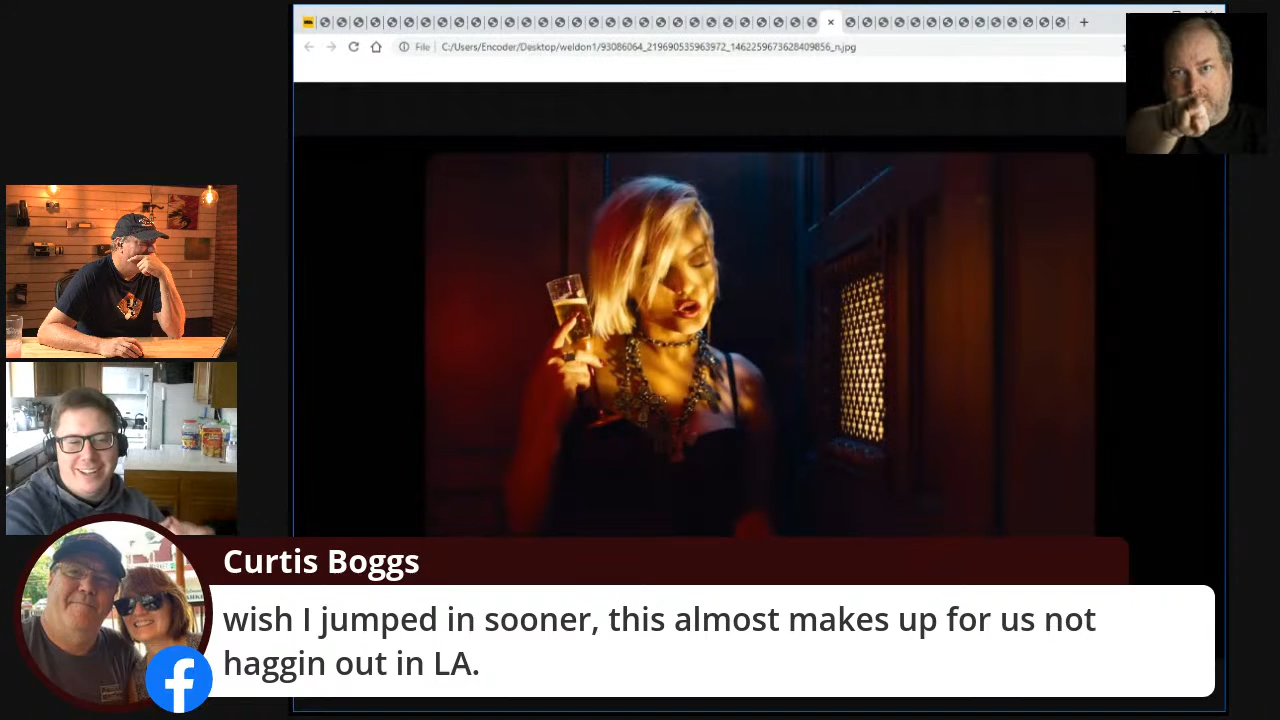 File C:/Users/Encoder/Desktop/weldon1/93086064_219690535963972_1462259673628409856_n.jpg
Curtis Boggs
wish I jumped in sooner, this almost makes up for us not
haggin out in LA.